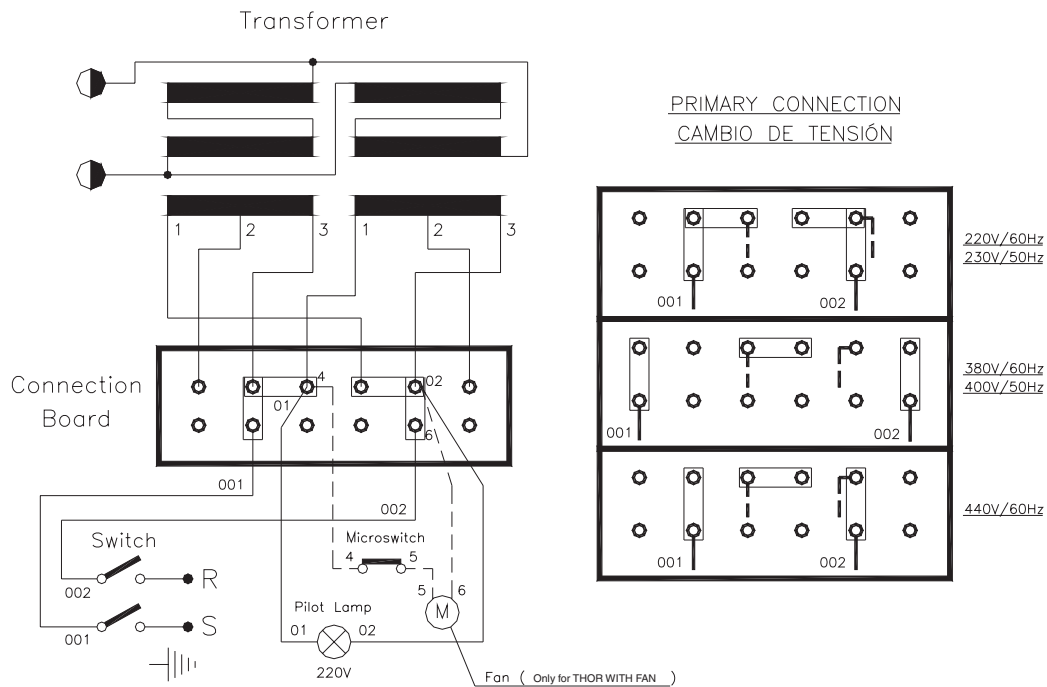 Transformer
1 2 3 1 2 3
Connection
Board
4
01
02
6
001
002
Switch
002
R
001
S
Microswitch
4 5
5 6
M
Pilot Lamp
01 02
220V
Fan ( Only for THOR WITH FAN )
PRIMARY CONNECTION
CAMBIO DE TENSIÓN
001 002
220V/60Hz
230V/50Hz
001 002
380V/60Hz
400V/50Hz
001 002
440V/60Hz